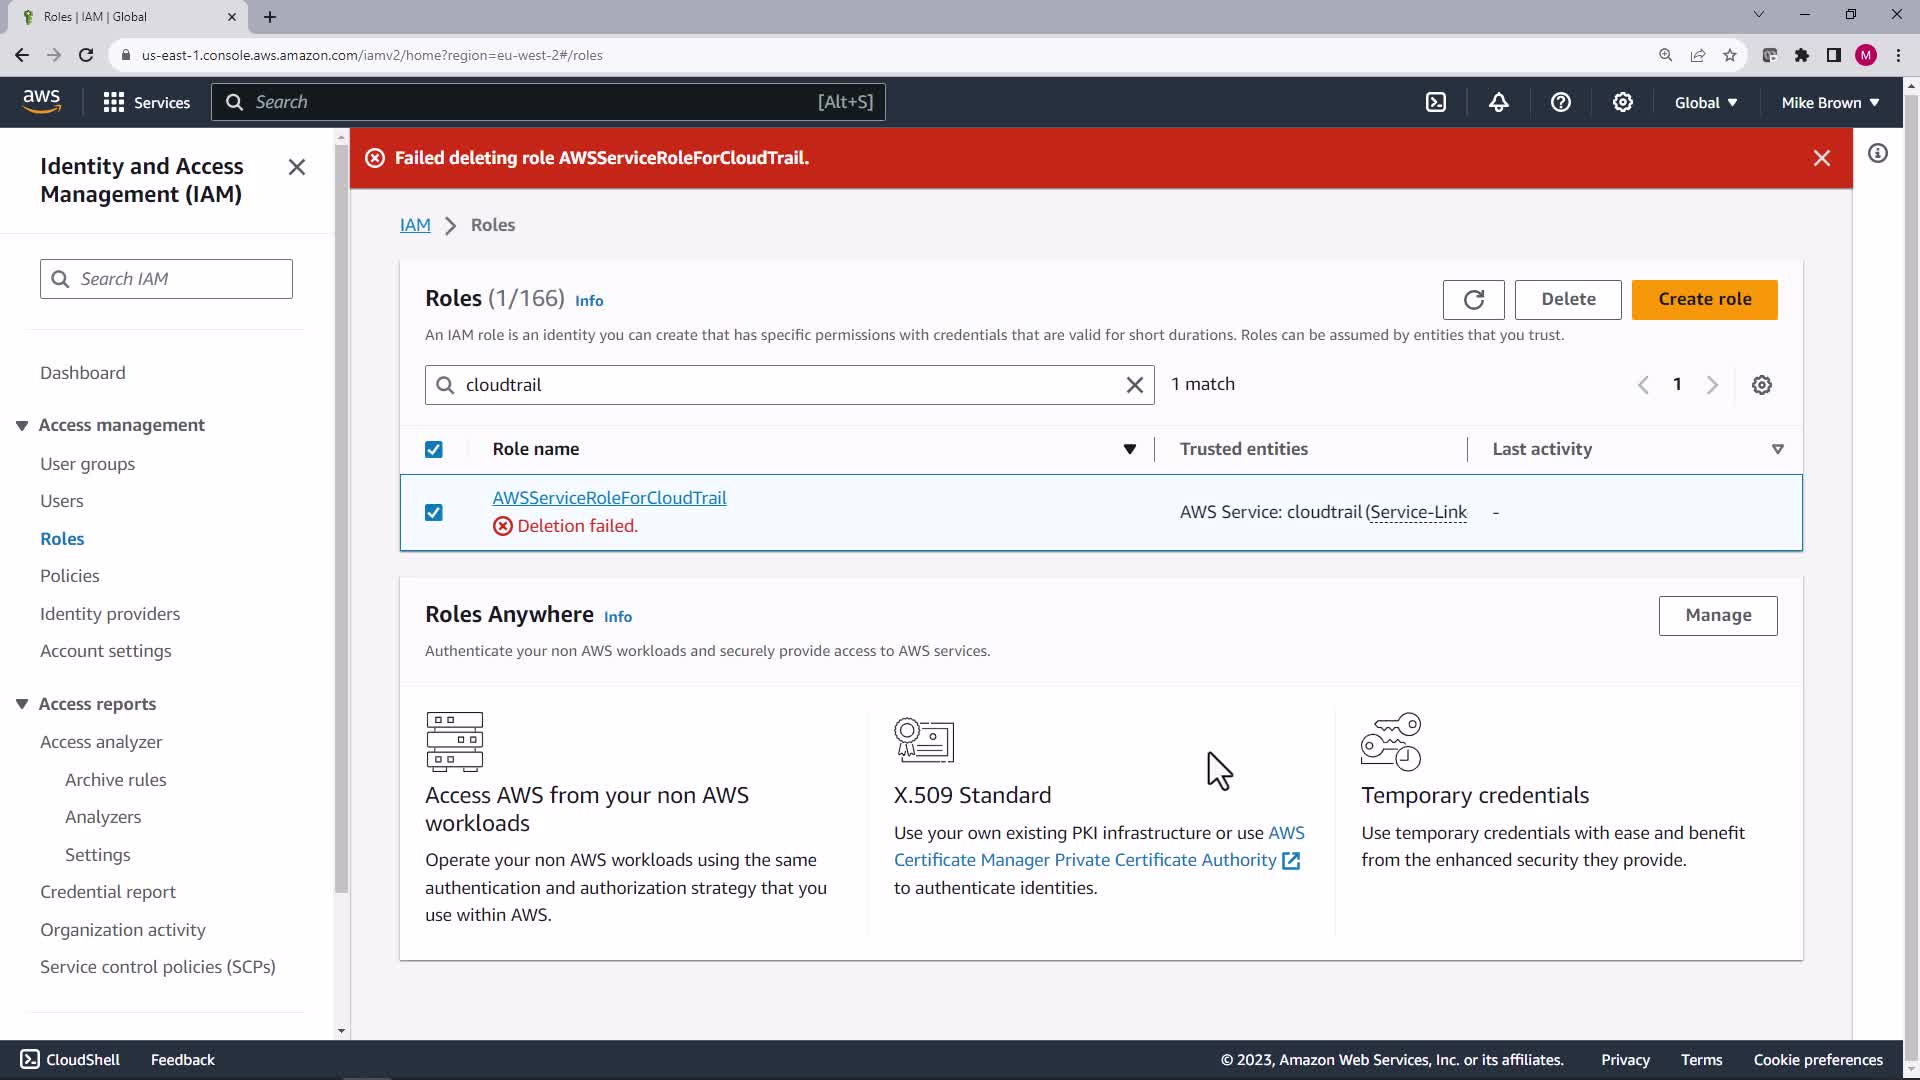 Roles | IAM | Global
us-east-1.console.aws.amazon.com/iamv2/home?region=eu-west-2#/roles
M
aws
Services
Search
[Alt+S]
Global
Mike Brown
Identity and Access
Management (IAM)
Search IAM
Dashboard
Access management
User groups
Users
Roles
Policies
Identity providers
Account settings
Access reports
Access analyzer
Archive rules
Analyzers
Settings
Credential report
Organization activity
Service control policies (SCPs)
Failed deleting role AWSServiceRoleForCloudTrail.
IAM > Roles
Roles (1/166) Info
Delete
Create role
An IAM role is an identity you can create that has specific permissions with credentials that are valid for short durations. Roles can be assumed by entities that you trust.
cloudtrail
1 match
1
Role name
Trusted entities
Last activity
AWSServiceRoleForCloudTrail
Deletion failed.
AWS Service: cloudtrail (Service-Link
-
Roles Anywhere Info
Manage
Authenticate your non AWS workloads and securely provide access to AWS services.
Access AWS from your non AWS
workloads
Operate your non AWS workloads using the same
authentication and authorization strategy that you
use within AWS.
X.509 Standard
Use your own existing PKI infrastructure or use AWS
Certificate Manager Private Certificate Authority
to authenticate identities.
Temporary credentials
Use temporary credentials with ease and benefit
from the enhanced security they provide.
CloudShell
Feedback
© 2023, Amazon Web Services, Inc. or its affiliates.
Privacy
Terms
Cookie preferences